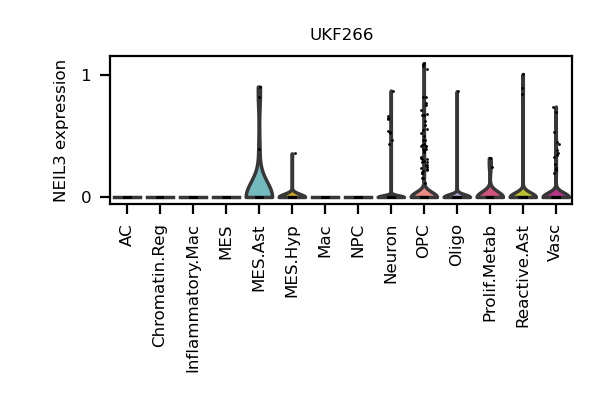 UKF266
NEIL3 expression
1
0
AC
Chromatin.Reg
Inflammatory.Mac
MES
MES.Ast
MES.Hyp
Mac
NPC
Neuron
OPC
Oligo
Prolif.Metab
Reactive.Ast
Vasc